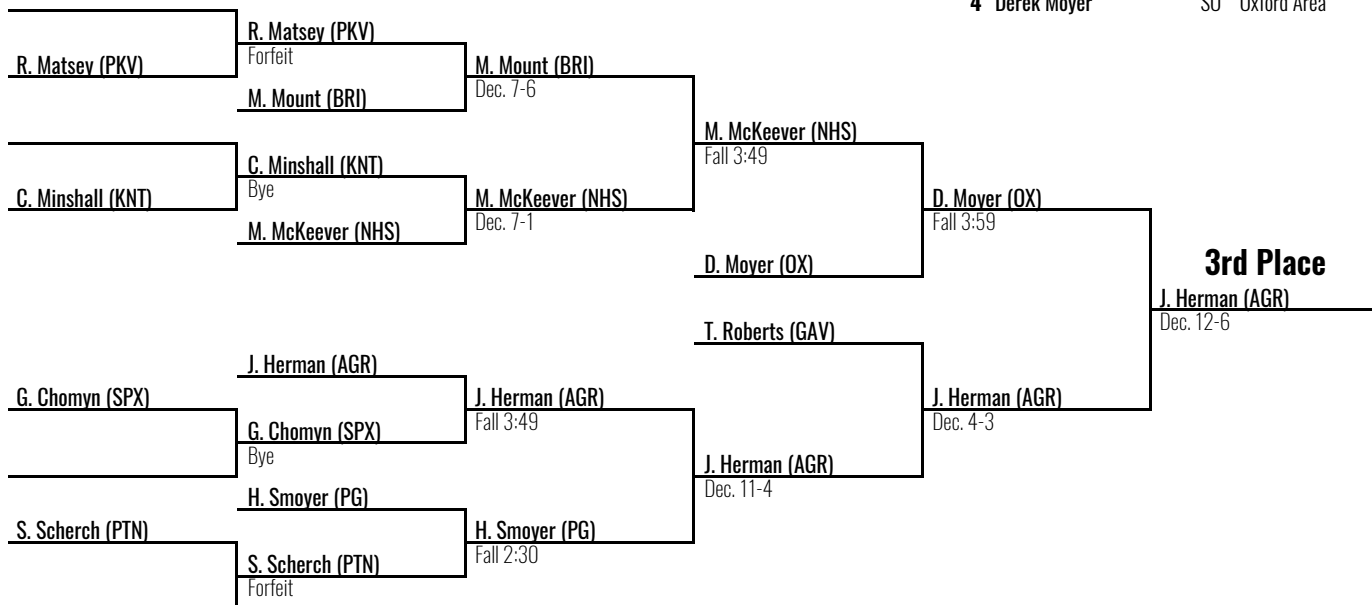 4 Derek Moyer SO Oxford Area
R. Matsey (PKV)
Forfeit
R. Matsey (PKV)
M. Mount (BRI)
Dec. 7-6
M. Mount (BRI)
M. McKeever (NHS)
Fall 3:49
C. Minshall (KNT)
Bye
C. Minshall (KNT)
M. McKeever (NHS)
Dec. 7-1
D. Moyer (OX)
Fall 3:59
M. McKeever (NHS)
D. Moyer (OX)
3rd Place
J. Herman (AGR)
Dec. 12-6
T. Roberts (GAV)
J. Herman (AGR)
G. Chomyn (SPX)
J. Herman (AGR)
Fall 3:49
J. Herman (AGR)
Dec. 4-3
G. Chomyn (SPX)
Bye
J. Herman (AGR)
Dec. 11-4
H. Smoyer (PG)
S. Scherch (PTN)
H. Smoyer (PG)
Fall 2:30
S. Scherch (PTN)
Forfeit